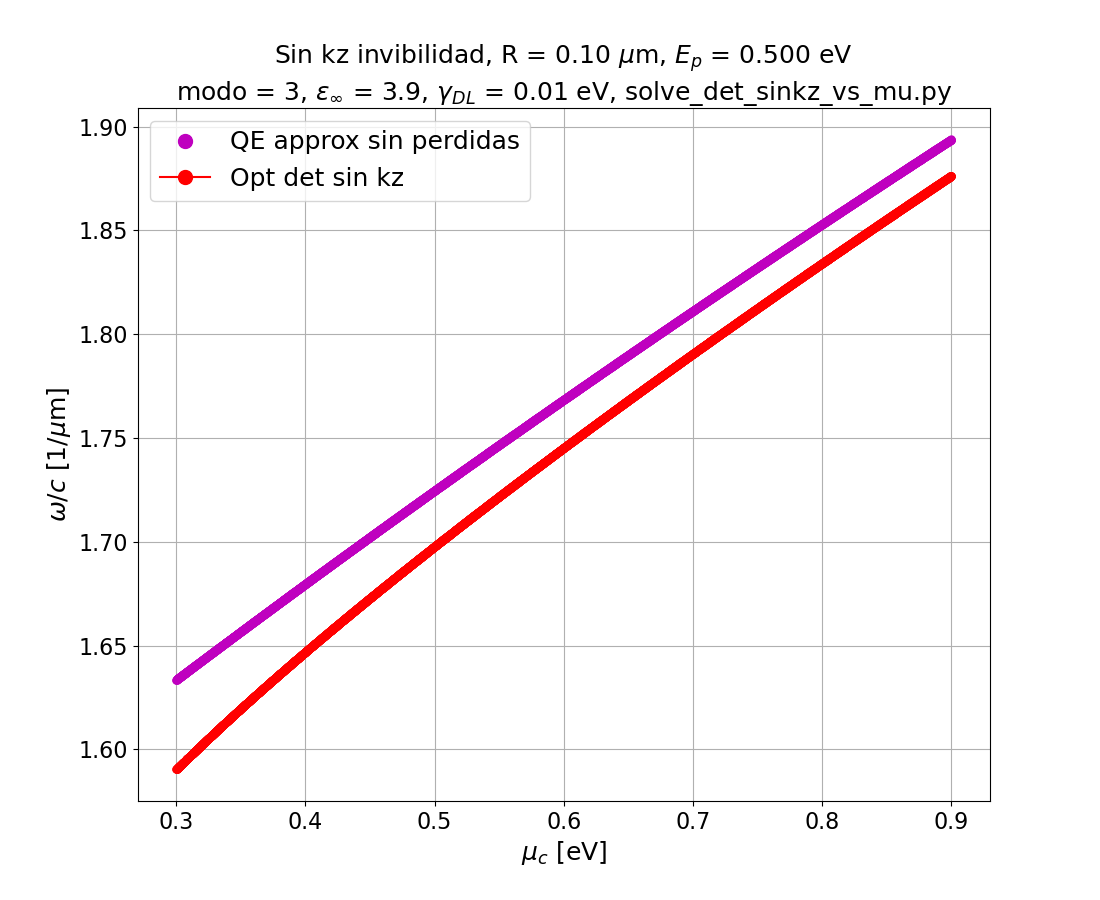 Sin kz invibilidad, R = 0.10 μm, $E_p$ = 0.500 eV
modo = 3, $ε_∞$ = 3.9, $γ_{DL}$ = 0.01 eV, solve_det_sinkz_vs_mu.py
QE approx sin perdidas
Opt det sin kz
1.90
1.85
1.80
1.75
1.70
1.65
1.60
ω/c [1/μm]
0.3 0.4 0.5 0.6 0.7 0.8 0.9
$μ_c$ [eV]